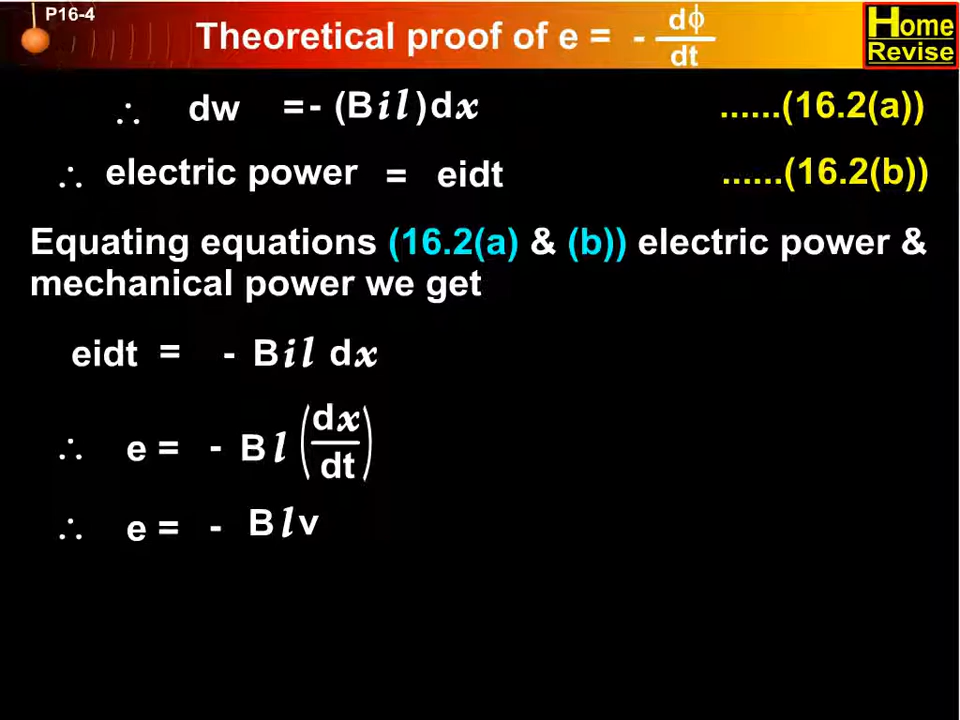 P16-4
Theoretical proof of e = - dϕ/dt
Home
Revise
∴ dw = - (Bil)dx ......(16.2(a))
∴ electric power = eidt ......(16.2(b))
Equating equations (16.2(a) & (b)) electric power &
mechanical power we get
eidt = - Bil dx
∴ e = - Bl (dx/dt)
∴ e = - Blv